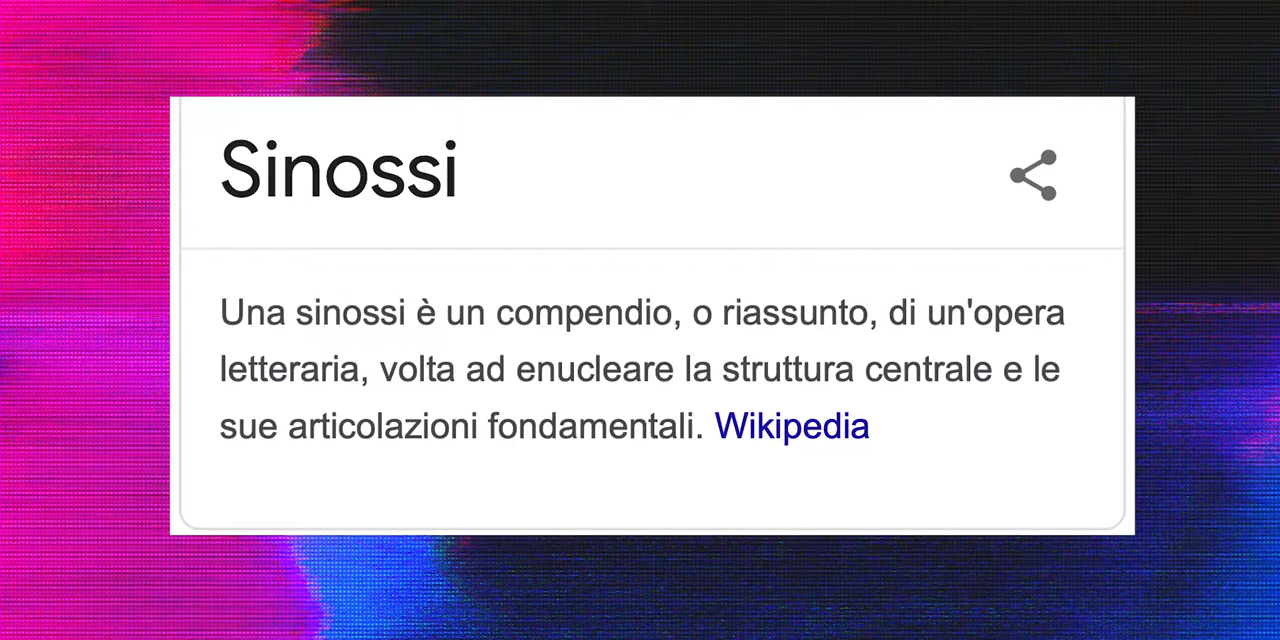 Sinossi
Una sinossi è un compendio, o riassunto, di un'opera
letteraria, volta ad enucleare la struttura centrale e le
sue articolazioni fondamentali. Wikipedia